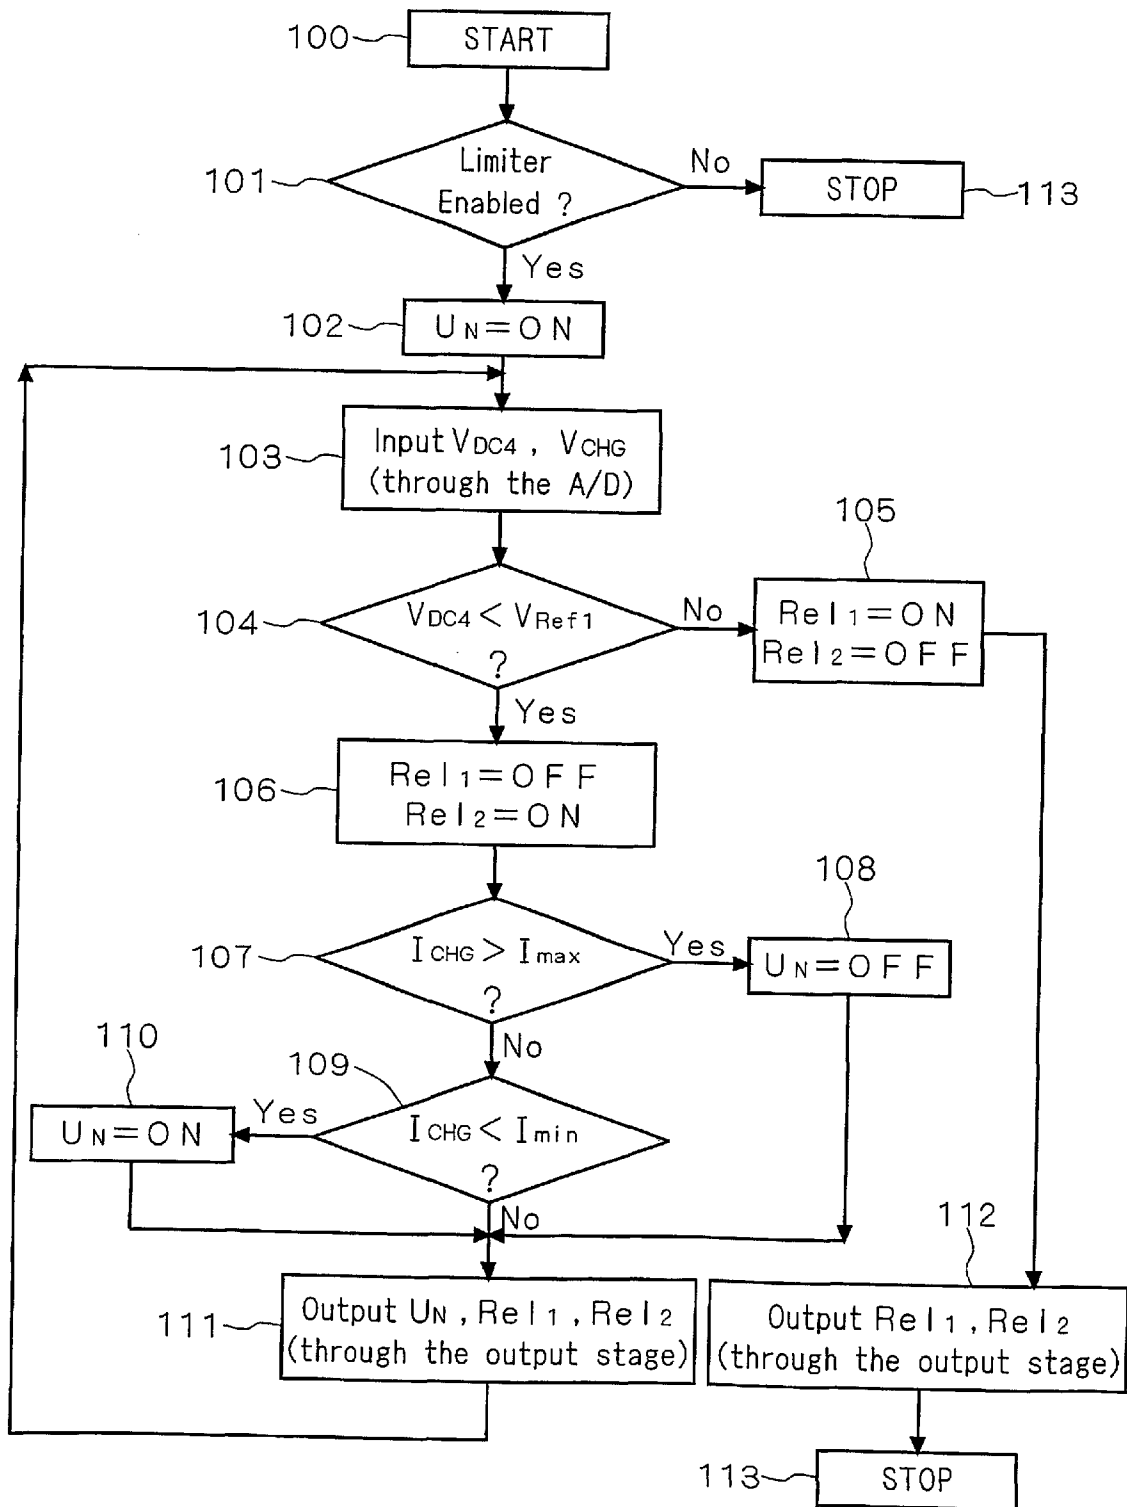 100
START
101
Limiter
Enabled ?
No
STOP
113
Yes
102
UN=ON
103
Input VDC4 , VCHG
(through the A/D)
104
VDC4 < VRef1
?
No
105
Rel1=ON
Rel2=OFF
Yes
106
Rel1=OFF
Rel2=ON
107
ICHG > Imax
?
Yes
108
UN=OFF
No
109
ICHG < Imin
?
Yes
110
UN=ON
No
111
Output UN , Rel1 , Rel2
(through the output stage)
112
Output Rel1 , Rel2
(through the output stage)
113
STOP